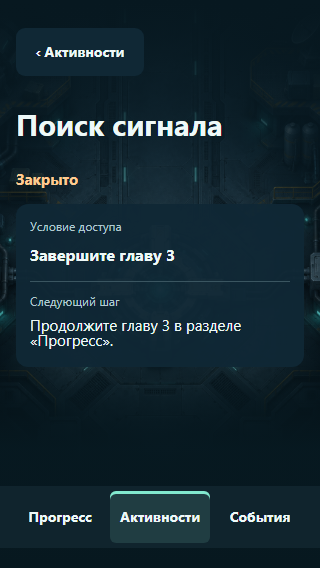 ‹ Активности
Поиск сигнала
Закрыто
Условие доступа
Завершите главу 3
Следующий шаг
Продолжите главу 3 в разделе
«Прогресс».
Прогресс
Активности
События